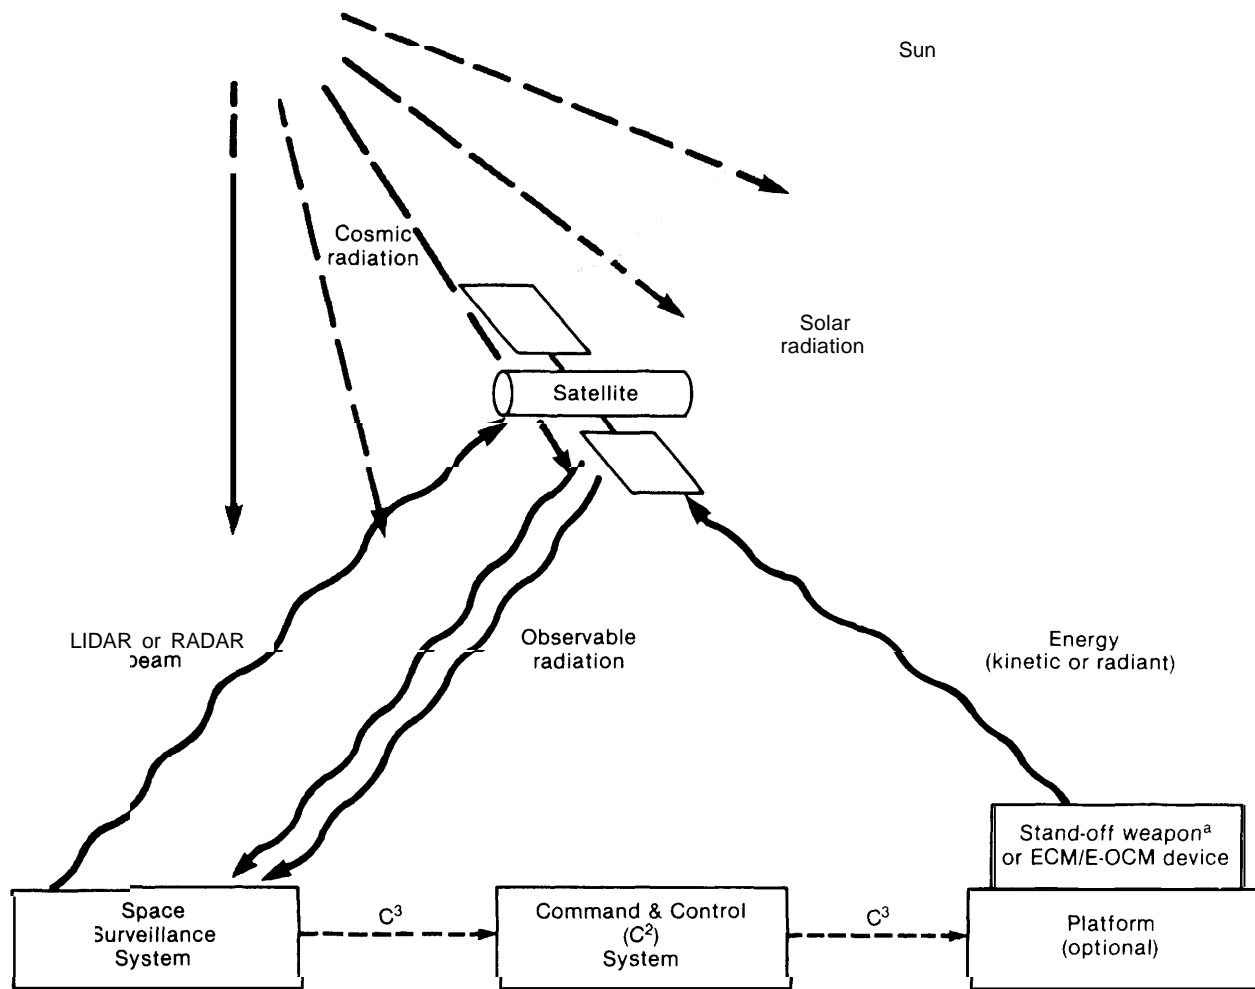 Sun
Cosmic
radiation
Solar
radiation
Satellite
LIDAR or RADAR
beam
Observable
radiation
Energy
(kinetic or radiant)
Stand-off weaponᵃ
or ECM/E-OCM device
Space
Surveillance
System
C³
Command & Control
(C²)
System
C³
Platform
(optional)